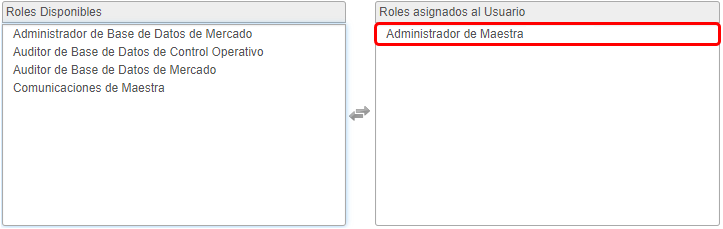 Roles Disponibles
Administrador de Base de Datos de Mercado
Auditor de Base de Datos de Control Operativo
Auditor de Base de Datos de Mercado
Comunicaciones de Maestra
Roles asignados al Usuario
Administrador de Maestra